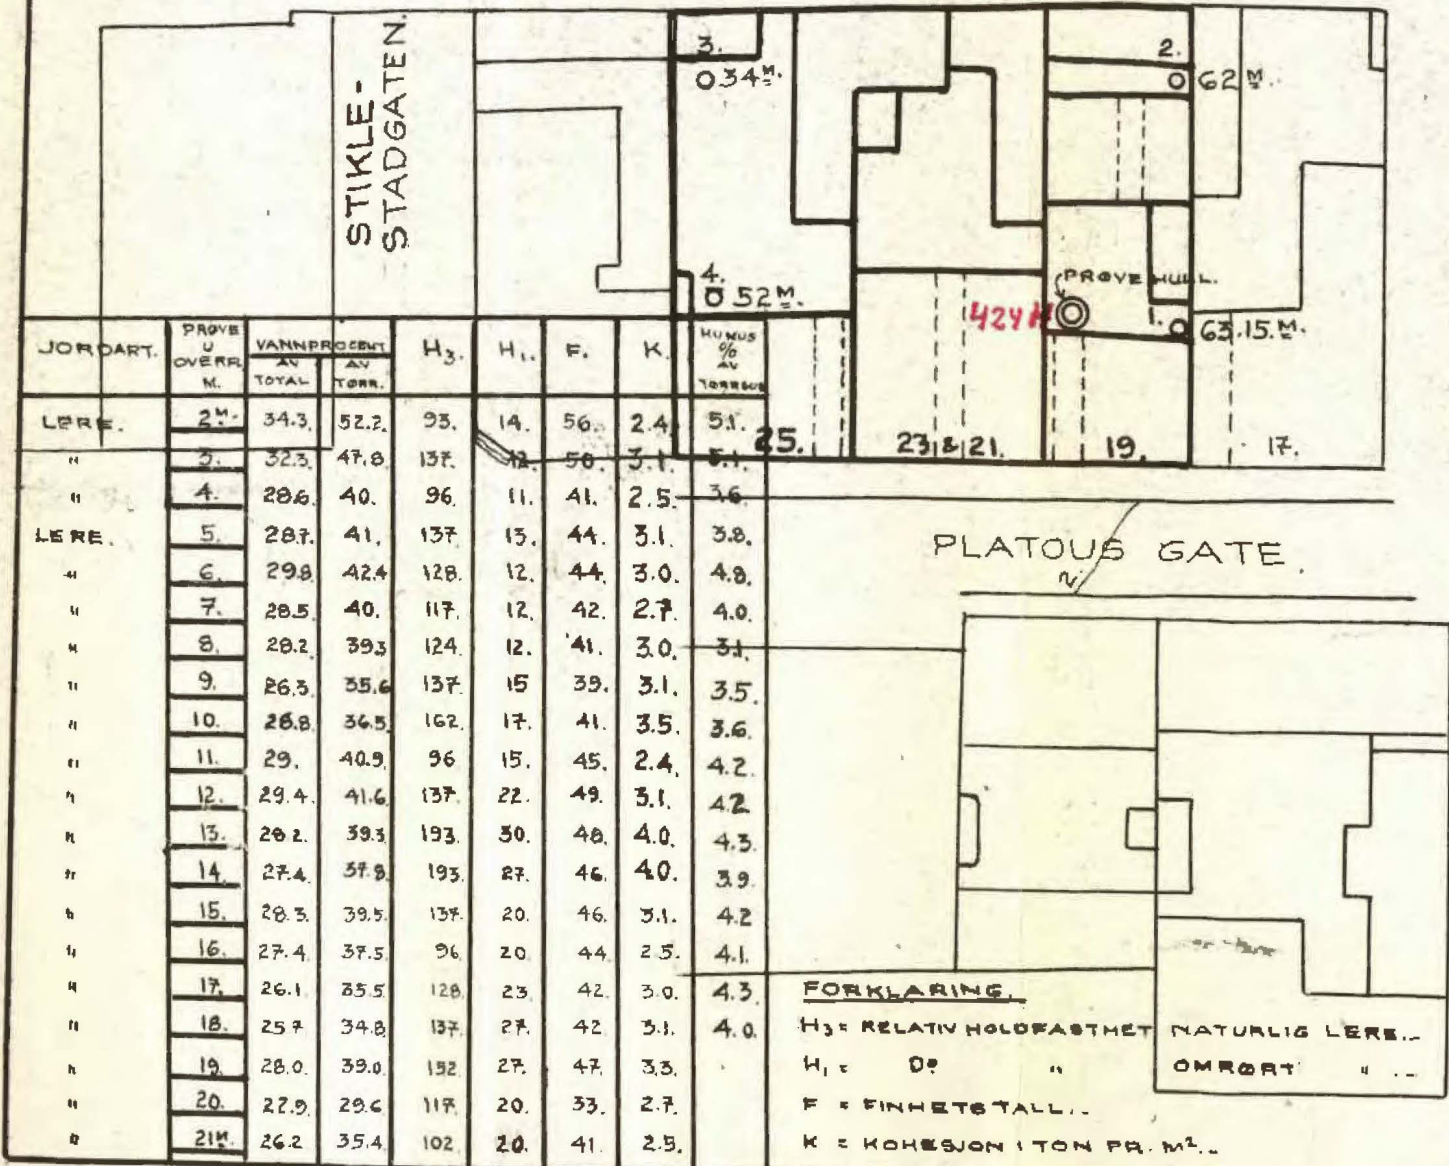 STIKLE-
STADGATEN.
3.
34 M.
2.
62 M.
4.
52 M.
PRØVE HULL.
1.
63.15. M.
25.
23 & 21.
19.
17.
PLATOUS GATE.
JORDART. PRØVE U OVERFL. M. VANNPROCENT AV TOTAL AV TØRR. H3. H1. F. K. HUMUS % AV
LERE. 2 M. 34.3. 52.2. 93. 14. 56. 2.4 5.1.
" 3. 32.3. 47.8. 137. 12. 50. 3.1. 5.1.
" 4. 28.6. 40. 96. 11. 41. 2.5. 3.6.
LERE. 5. 28.7. 41. 137. 13. 44. 3.1. 3.8.
" 6. 29.8. 42.4 128. 12. 44. 3.0. 4.8.
" 7. 28.5. 40. 117. 12. 42. 2.7. 4.0.
" 8. 28.2. 39.3 124. 12. 41. 3.0. 3.1.
" 9. 26.3. 35.6 137. 15 39. 3.1. 3.5.
" 10. 28.8. 36.5. 162. 17. 41. 3.5. 3.6.
" 11. 29. 40.9. 96 15. 45. 2.4. 4.2.
" 12. 29.4. 41.6 137. 22. 49. 3.1. 4.2
" 13. 28.2. 39.3. 193. 30. 48. 4.0. 4.3.
" 14. 27.4. 37.8. 193. 27. 46. 4.0. 3.9.
" 15. 28.3. 39.5. 137. 20. 46. 3.1. 4.2
" 16. 27.4. 37.5. 96. 20. 44. 2.5. 4.1.
" 17. 26.1. 35.5 128. 23. 42. 3.0. 4.3.
" 18. 25.7 34.8. 137. 27. 42 3.1. 4.0.
" 19. 28.0. 39.0. 152 27. 47. 3.3.
" 20. 22.9. 29.6 117. 20. 33. 2.7.
" 21 M. 26.2 35.4. 102 20. 41. 2.5.
FORKLARING.
H3 = RELATIV HOLDFASTHET NATURLIG LERE.
H1 = Do " OMRØRT "
F = FINHETSTALL.
K = KOHESJON I TON PR. M².